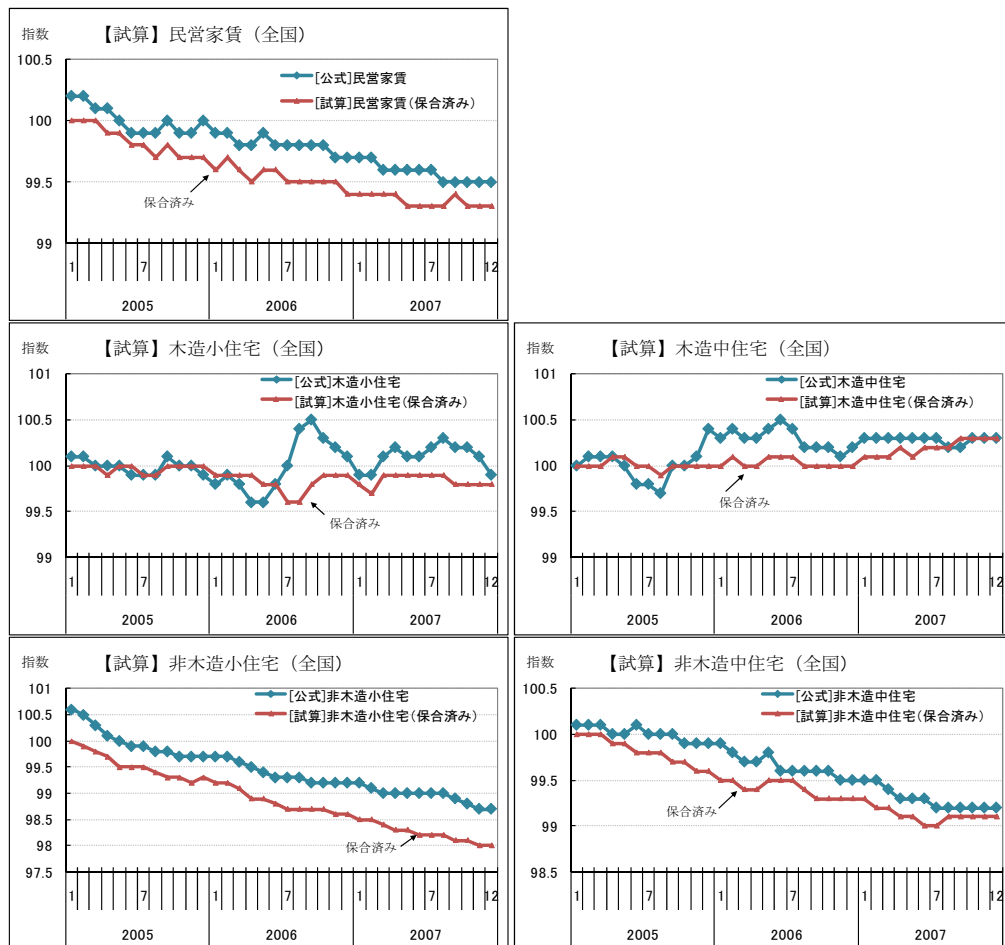 指数
【試算】民営家賃（全国）
100.5
100
99.5
99
[公式]民営家賃
[試算]民営家賃(保合済み)
保合済み
1 7 1 7 1 7 12
2005 2006 2007
指数
【試算】木造小住宅（全国）
101
100.5
100
99.5
99
[公式]木造小住宅
[試算]木造小住宅(保合済み)
保合済み
1 7 1 7 1 7 12
2005 2006 2007
指数
【試算】木造中住宅（全国）
101
100.5
100
99.5
99
[公式]木造中住宅
[試算]木造中住宅(保合済み)
保合済み
1 7 1 7 1 7 12
2005 2006 2007
指数
【試算】非木造小住宅（全国）
101
100.5
100
99.5
99
98.5
98
97.5
[公式]非木造小住宅
[試算]非木造小住宅(保合済み)
保合済み
1 7 1 7 1 7 12
2005 2006 2007
指数
【試算】非木造中住宅（全国）
100.5
100
99.5
99
98.5
[公式]非木造中住宅
[試算]非木造中住宅(保合済み)
保合済み
1 7 1 7 1 7 12
2005 2006 2007